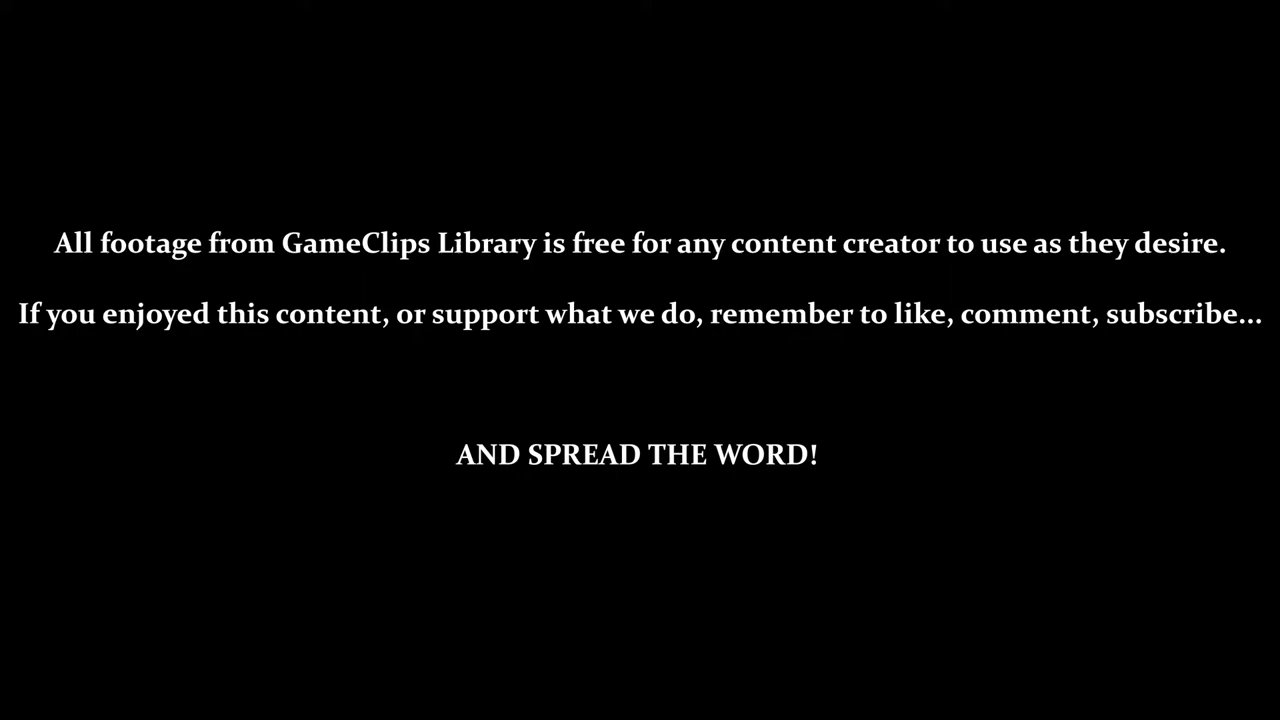 All footage from GameClips Library is free for any content creator to use as they desire.
If you enjoyed this content, or support what we do, remember to like, comment, subscribe...
AND SPREAD THE WORD!